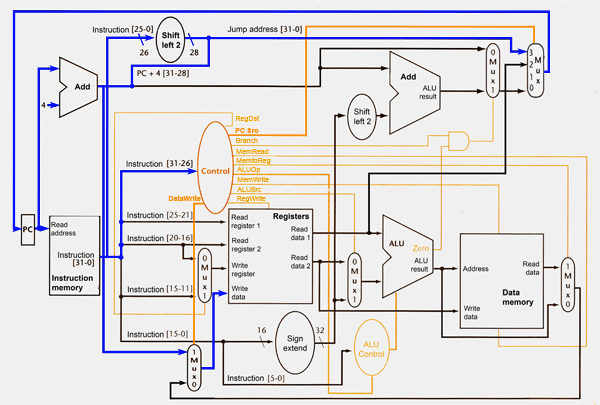 Instruction [25-0]
Shift
left 2
26
28
Jump address [31-0]
PC + 4 [31-28]
Add
4
0
M
u
x
1
3
2
1
0
M
u
x
Add
ALU
result
Shift
left 2
RegDst
PC Sro
Branch
MemRead
MemtoReg
ALUOp
MemWrite
ALUSrc
RegWrite
Control
DataWrite
Instruction [31-26]
PC
Read
address
Instruction
[31-0]
Instruction
memory
Instruction [25-21]
Instruction [20-16]
Instruction [15-11]
Instruction [15-0]
Instruction [5-0]
0
M
u
x
1
Registers
Read
register 1
Read
register 2
Write
register
Write
data
Read
data 1
Read
data 2
0
M
u
x
1
ALU
Zero
ALU
result
Address
Write
data
Read
data
Data
memory
1
M
u
x
0
16
Sign
extend
32
ALU
Control
1
M
u
x
0